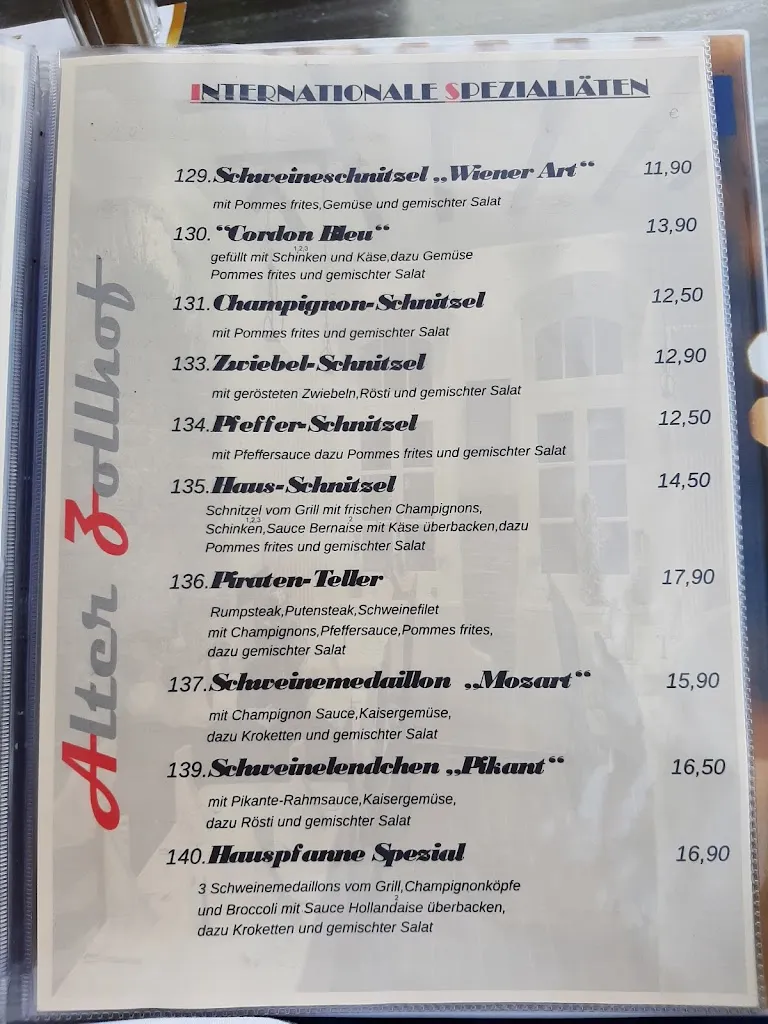 INTERNATIONALE SPEZIALIÄTEN
€
129.Schweineschnitzel „Wiener Art“ 11,90
mit Pommes frites,Gemüse und gemischter Salat
130. “Cordon Bleu“ 13,90
1,2,3
gefüllt mit Schinken und Käse,dazu Gemüse
Pommes frites und gemischter Salat
131.Champignon-Schnitzel 12,50
mit Pommes frites und gemischter Salat
133.Zwiebel-Schnitzel 12,90
mit gerösteten Zwiebeln,Rösti und gemischter Salat
134.Pfeffer-Schnitzel 12,50
mit Pfeffersauce dazu Pommes frites und gemischter Salat
135.Haus-Schnitzel 14,50
Schnitzel vom Grill mit frischen Champignons,
1,2,3 2
Schinken,Sauce Bernaise mit Käse überbacken,dazu
Pommes frites und gemischter Salat
136.Piraten-Teller 17,90
Rumpsteak,Putensteak,Schweinefilet
mit Champignons,Pfeffersauce,Pommes frites,
dazu gemischter Salat
137.Schweinemedaillon „Mozart“ 15,90
mit Champignon Sauce,Kaisergemüse,
dazu Kroketten und gemischter Salat
139.Schweinelendchen „Pikant“ 16,50
mit Pikante-Rahmsauce,Kaisergemüse,
dazu Rösti und gemischter Salat
140.Hauspfanne Spezial 16,90
3 Schweinemedaillons vom Grill,Champignonköpfe
2
und Broccoli mit Sauce Hollandaise überbacken,
dazu Kroketten und gemischter Salat
Alter Zollhof